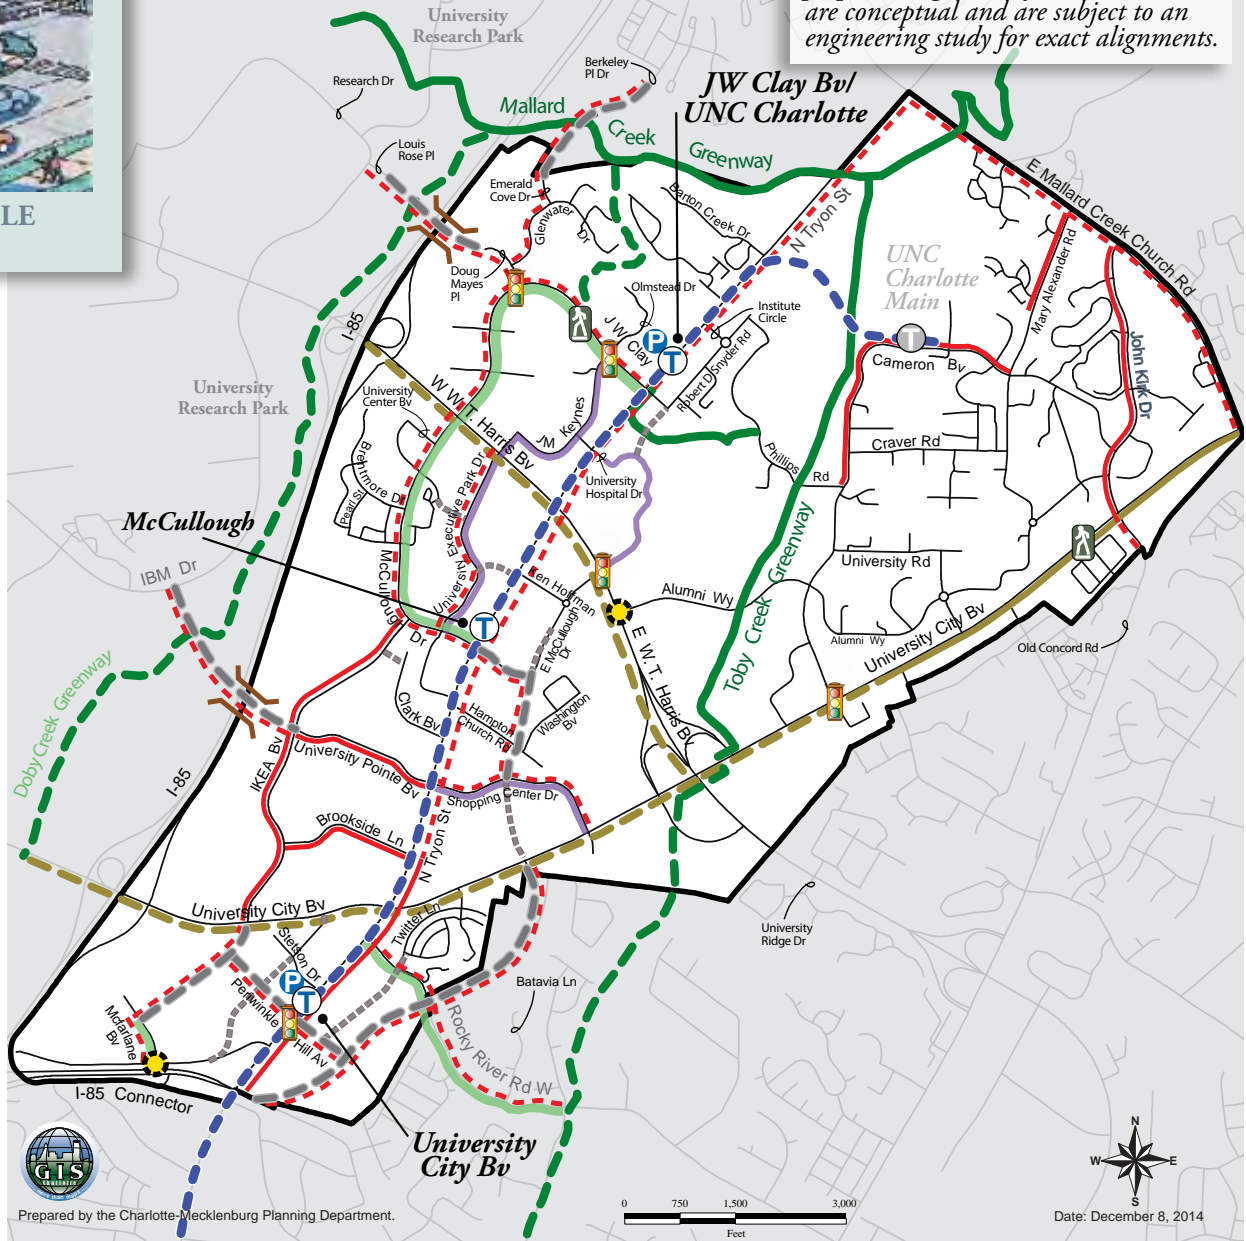 are conceptual and are subject to an
engineering study for exact alignments.
LE
University
Research Park
Berkeley
Pl Dr
Research Dr
JW Clay Bv/
UNC Charlotte
Mallard
Creek
Greenway
Louis
Rose Pl
Emerald
Cove Dr
Glenwater
Dr
Barton Creek Dr
N Tryon St
E Mallard Creek Church Rd
UNC
Charlotte
Main
Mary Alexander Rd
Doug
Mayes
Pl
Olmstead Dr
Institute
Circle
J W Clay
P
T
T
Robert D Snyder Rd
Cameron Bv
John Kirk Dr
I-85
University
Research Park
University
Center Bv
W W.T. Harris Bv
JM Keynes
Craver Rd
Phillips
Rd
Brentmore Dr
Pearl St
University Executive Park Dr
University
Hospital Dr
McCullough
McCullough Dr
T
Ken Hoffman
E McCullough
Dr
Alumni Wy
University Rd
Alumni Wy
University City Bv
Old Concord Rd
Toby Creek Greenway
E W.T. Harris Bv
IBM Dr
Doby Creek Greenway
Clark Bv
Hampton
Church Rd
Washington
Bv
IKEA Bv
University Pointe Bv
Shopping Center Dr
I-85
Brookside Ln
N Tryon St
University City Bv
Twitter Ln
Stetson Dr
P
T
Periwinkle
Hill Av
Mcfarlane
Bv
Rocky River Rd W
Batavia Ln
University
Ridge Dr
I-85 Connector
University
City Bv
GIS
Prepared by the Charlotte-Mecklenburg Planning Department.
0 750 1,500 3,000
Feet
N
W E
S
Date: December 8, 2014